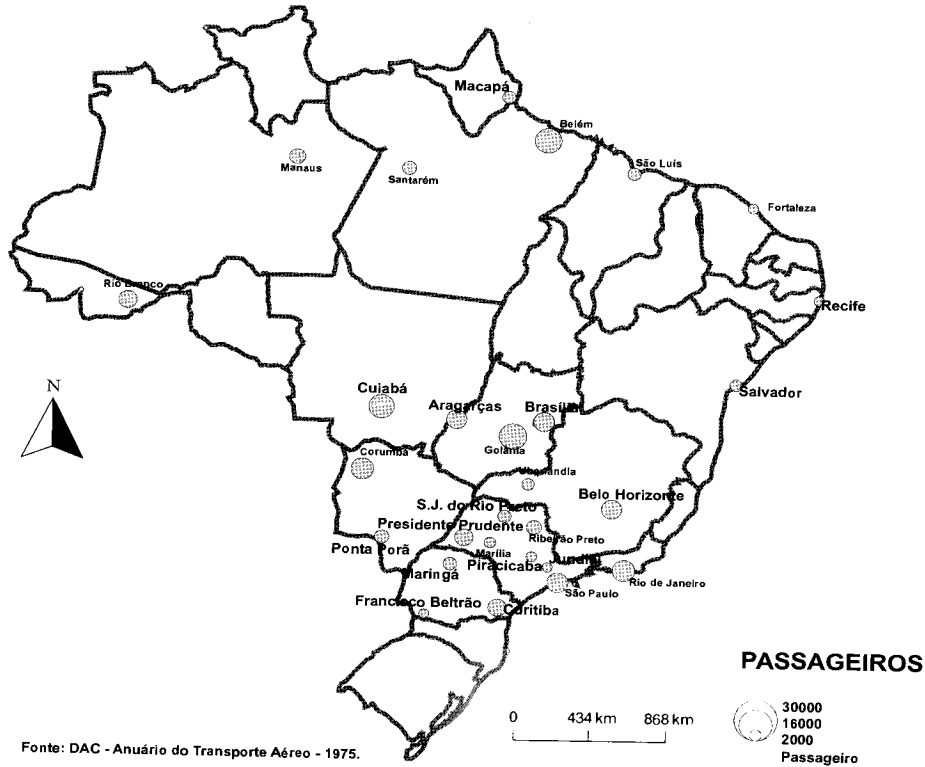 Macapá
Belém
Manaus
Santarém
São Luís
Fortaleza
Rio Branco
Recife
N
Cuiabá
Aragarças
Brasília
Salvador
Goiânia
Corumbá
Uberlandia
Belo Horizonte
S.J. do Rio Preto
Presidente Prudente
Ribeirão Preto
Ponta Porã
Marília
Jundiaí
Piracicaba
Maringá
Rio de Janeiro
São Paulo
Francisco Beltrão
Curitiba
PASSAGEIROS
30000
16000
2000
Passageiro
0 434 km 868 km
Fonte: DAC - Anuário do Transporte Aéreo - 1975.